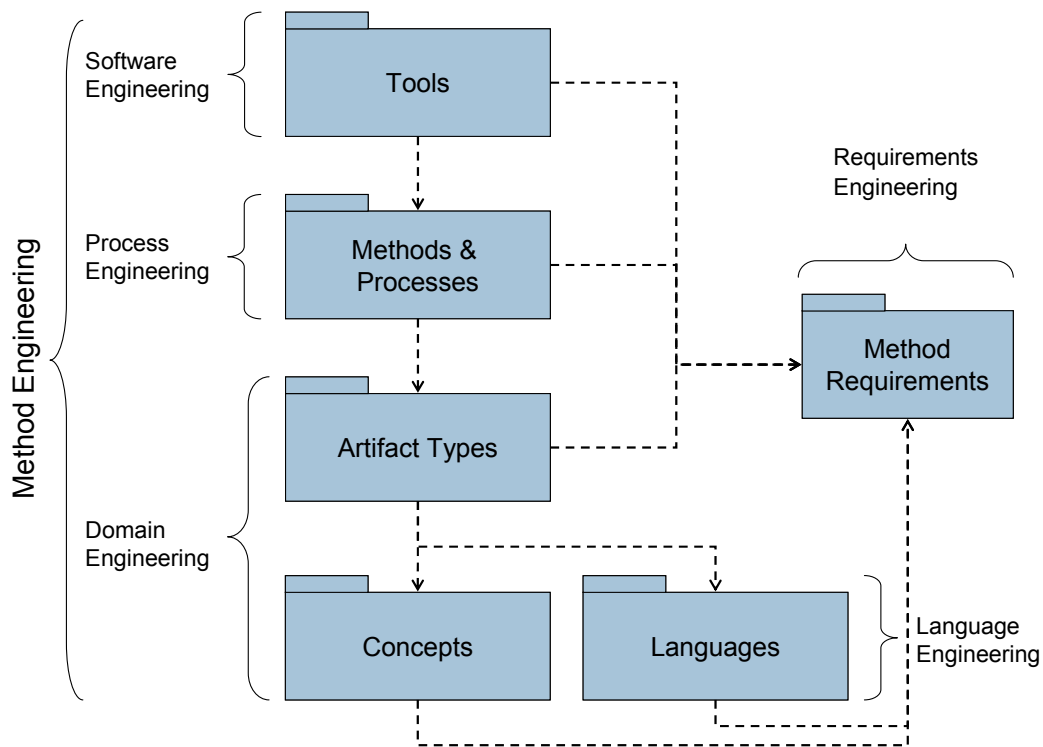 Method Engineering
Software
Engineering
Tools
Process
Engineering
Methods &
Processes
Requirements
Engineering
Method
Requirements
Domain
Engineering
Artifact Types
Concepts
Languages
Language
Engineering